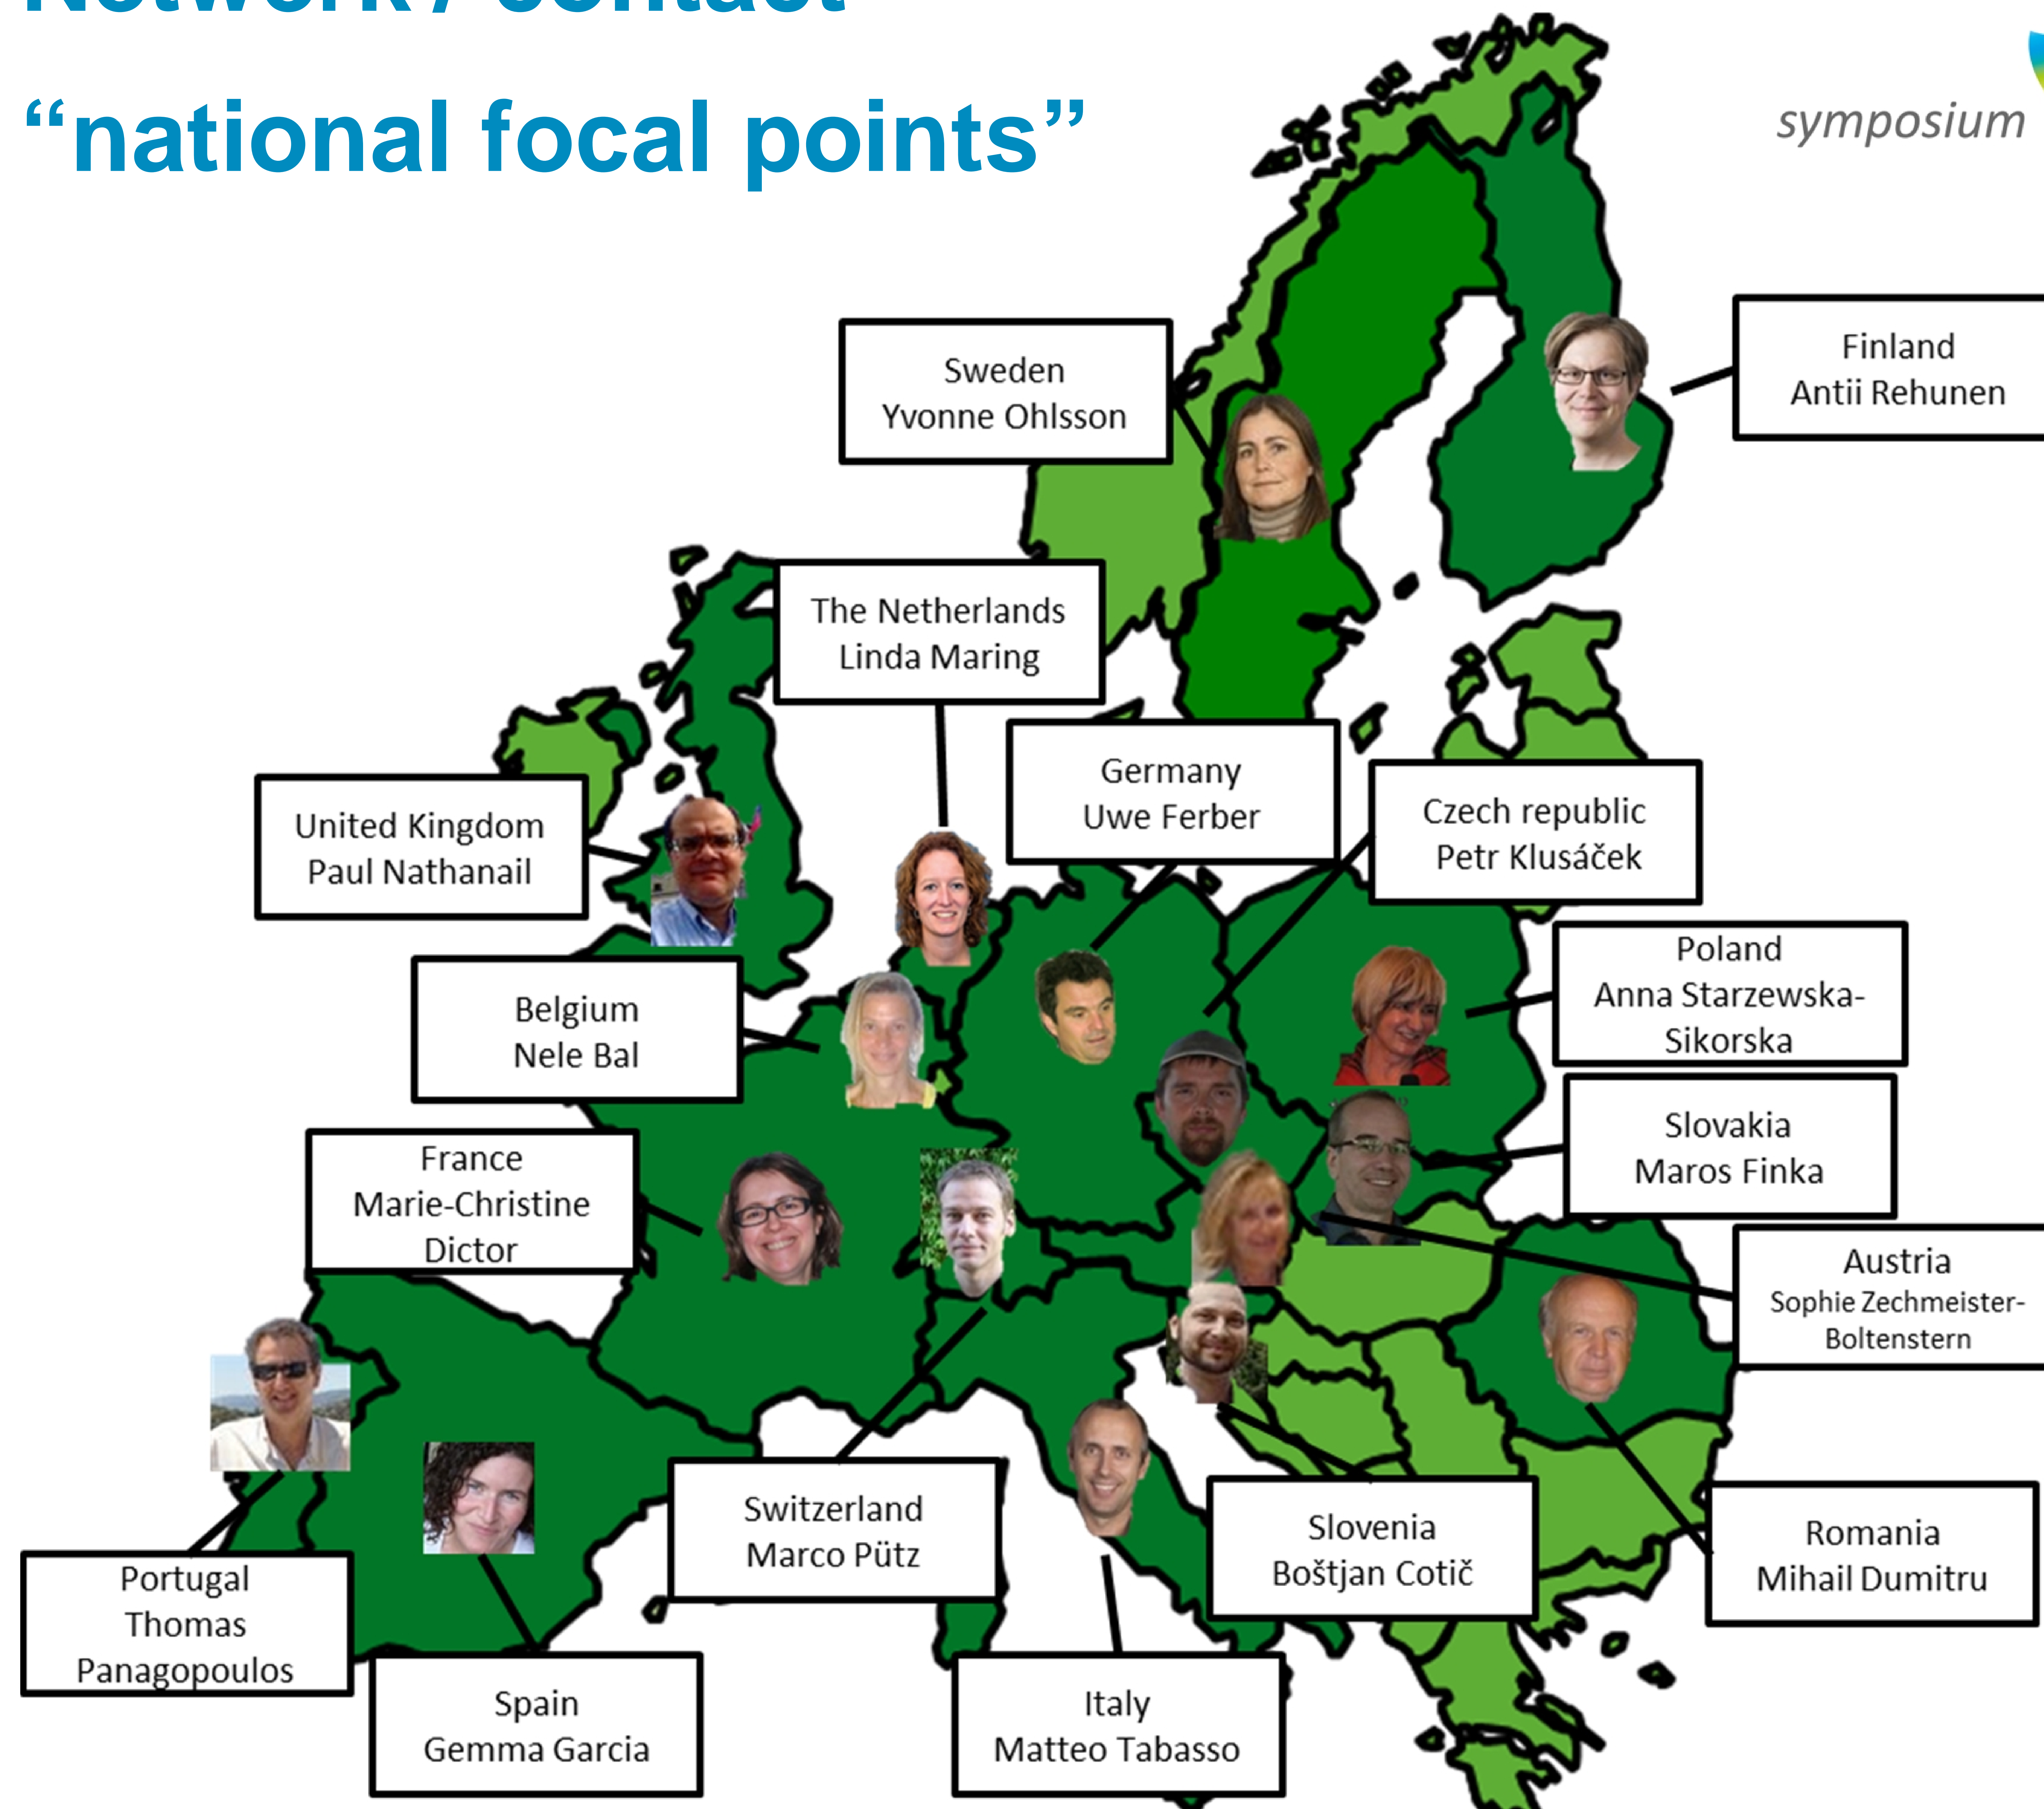 Network / contact
“national focal points”
symposium
Sweden
Yvonne Ohlsson
Finland
Antii Rehunen
The Netherlands
Linda Maring
Germany
Uwe Ferber
Czech republic
Petr Klusáček
United Kingdom
Paul Nathanail
Poland
Anna Starzewska-
Sikorska
Belgium
Nele Bal
Slovakia
Maros Finka
France
Marie-Christine
Dictor
Austria
Sophie Zechmeister-
Boltenstern
Switzerland
Marco Pütz
Slovenia
Boštjan Cotič
Romania
Mihail Dumitru
Portugal
Thomas
Panagopoulos
Spain
Gemma Garcia
Italy
Matteo Tabasso